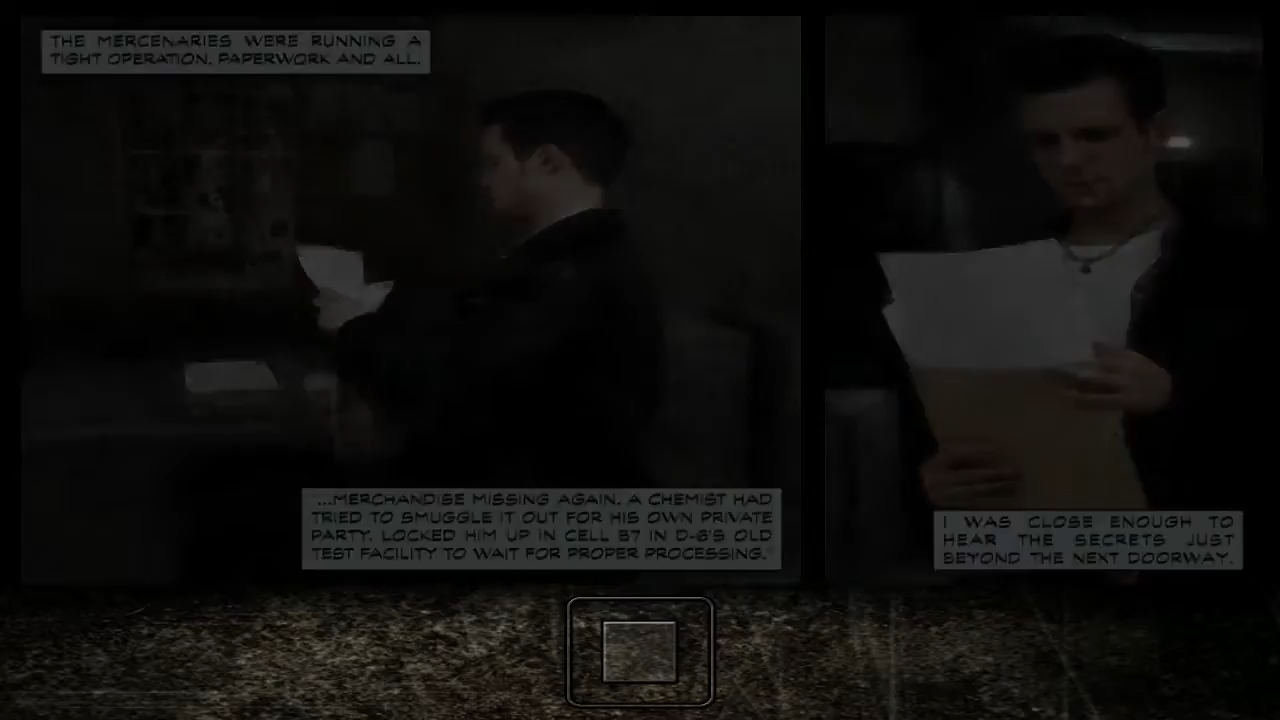 THE MERCENARIES WERE RUNNING A
TIGHT OPERATION, PAPERWORK AND ALL.
"...MERCHANDISE MISSING AGAIN. A CHEMIST HAD
TRIED TO SMUGGLE IT OUT FOR HIS OWN PRIVATE
PARTY. LOCKED HIM UP IN CELL B7 IN D-6'S OLD
TEST FACILITY TO WAIT FOR PROPER PROCESSING."
I WAS CLOSE ENOUGH TO
HEAR THE SECRETS JUST
BEYOND THE NEXT DOORWAY.